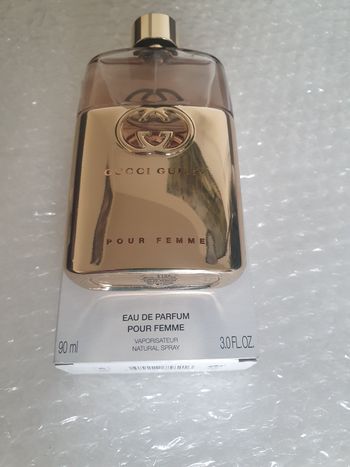 GUCCI GUILTY
POUR FEMME
EAU DE PARFUM
POUR FEMME
VAPORISATEUR
NATURAL SPRAY
90 ml
3.0 FL.OZ.